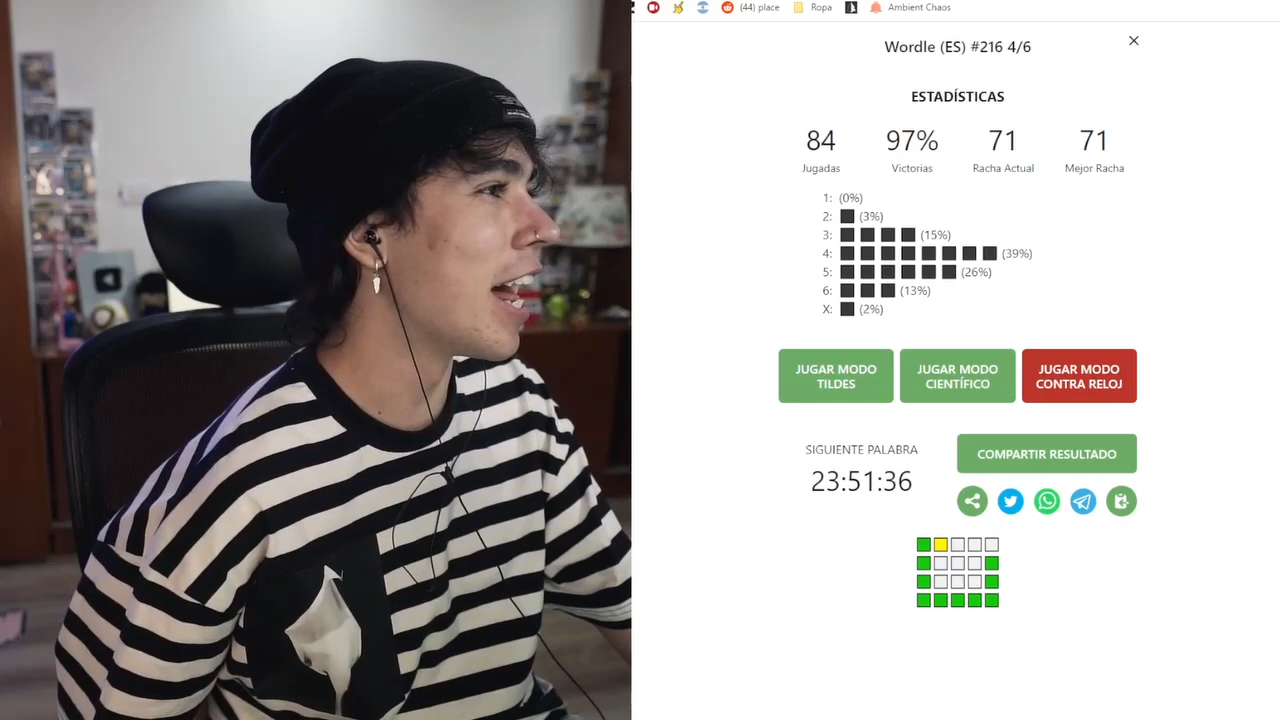 (44) place
Ropa
Ambient Chaos
Wordle (ES) #216 4/6
ESTADÍSTICAS
84
97%
71
71
Jugadas
Victorias
Racha Actual
Mejor Racha
1: (0%)
2: (3%)
3: (15%)
4: (39%)
5: (26%)
6: (13%)
X: (2%)
JUGAR MODO
TILDES
JUGAR MODO
CIENTÍFICO
JUGAR MODO
CONTRA RELOJ
SIGUIENTE PALABRA
23:51:36
COMPARTIR RESULTADO